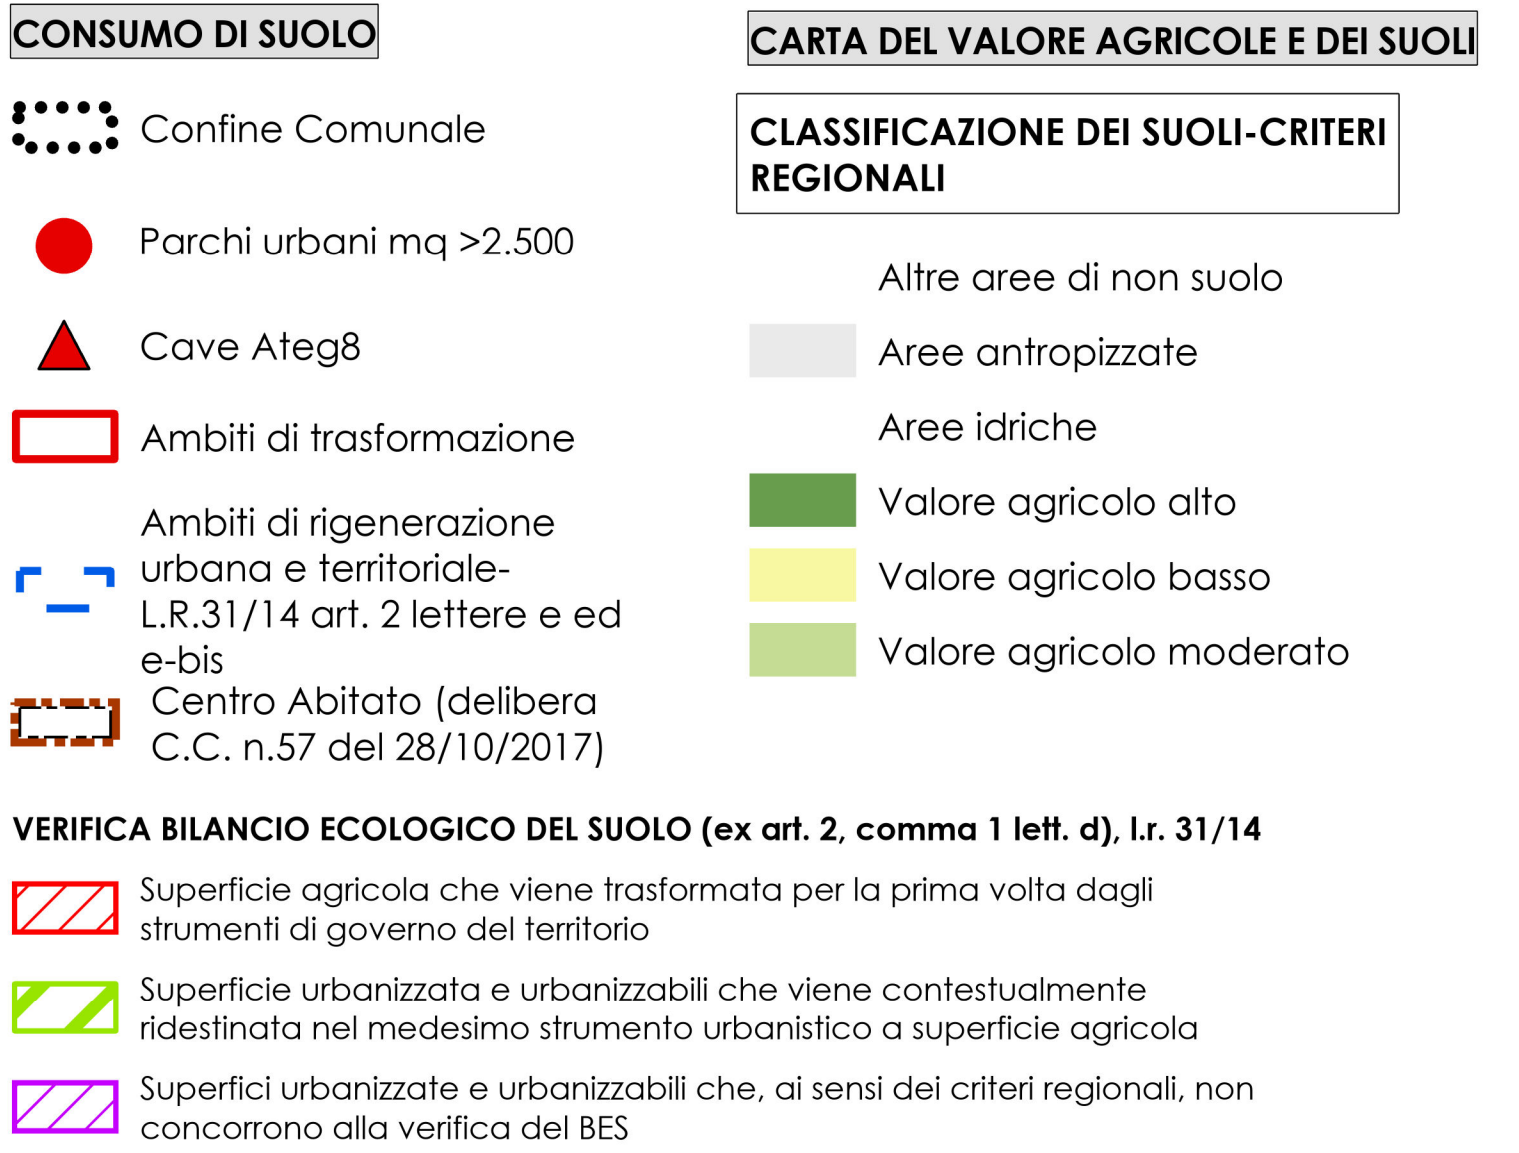 CONSUMO DI SUOLO
Confine Comunale
Parchi urbani mq >2.500
Cave Ateg8
Ambiti di trasformazione
Ambiti di rigenerazione
urbana e territoriale-
L.R.31/14 art. 2 lettere e ed
e-bis
Centro Abitato (delibera
C.C. n.57 del 28/10/2017)
CARTA DEL VALORE AGRICOLE E DEI SUOLI
CLASSIFICAZIONE DEI SUOLI-CRITERI
REGIONALI
Altre aree di non suolo
Aree antropizzate
Aree idriche
Valore agricolo alto
Valore agricolo basso
Valore agricolo moderato
VERIFICA BILANCIO ECOLOGICO DEL SUOLO (ex art. 2, comma 1 lett. d), l.r. 31/14
Superficie agricola che viene trasformata per la prima volta dagli
strumenti di governo del territorio
Superficie urbanizzata e urbanizzabili che viene contestualmente
ridestinata nel medesimo strumento urbanistico a superficie agricola
Superfici urbanizzate e urbanizzabili che, ai sensi dei criteri regionali, non
concorrono alla verifica del BES